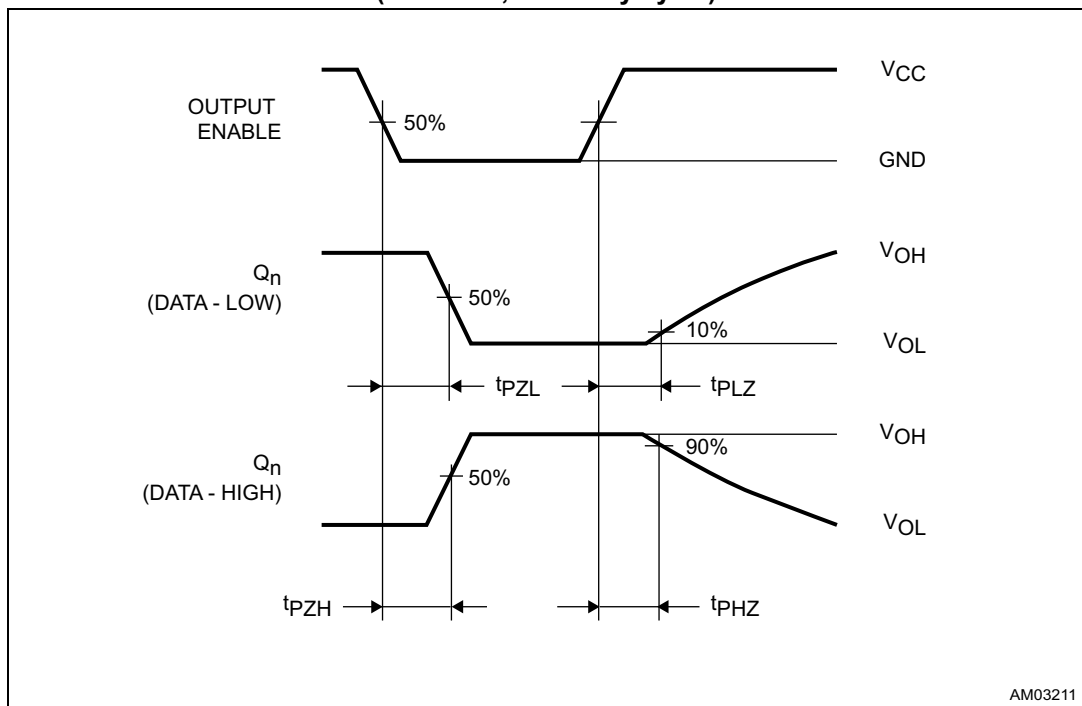 VCC
OUTPUT
ENABLE
50%
GND
Qn
(DATA - LOW)
VOH
50%
10%
VOL
tPZL
tPLZ
Qn
(DATA - HIGH)
VOH
90%
50%
VOL
tPZH
tPHZ
AM03211